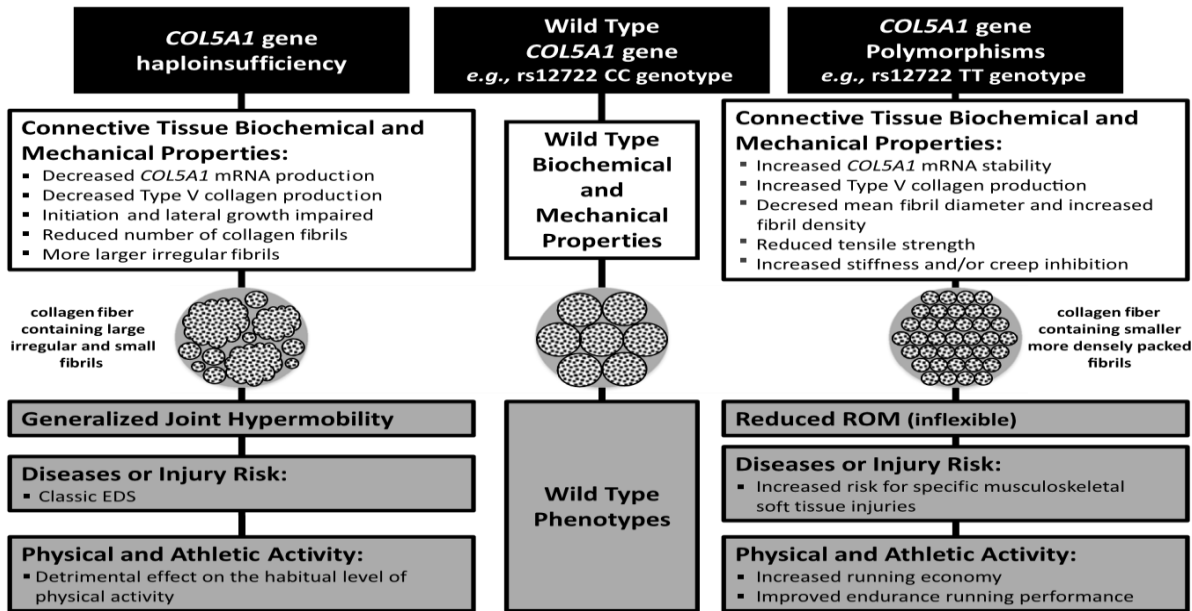 COL5A1 gene
haploinsufficiency
Wild Type
COL5A1 gene
e.g., rs12722 CC genotype
COL5A1 gene
Polymorphisms
e.g., rs12722 TT genotype
Connective Tissue Biochemical and
Mechanical Properties:
▪ Decreased COL5A1 mRNA production
▪ Decreased Type V collagen production
▪ Initiation and lateral growth impaired
▪ Reduced number of collagen fibrils
▪ More larger irregular fibrils
Wild Type
Biochemical
and
Mechanical
Properties
Connective Tissue Biochemical and
Mechanical Properties:
▪ Increased COL5A1 mRNA stability
▪ Increased Type V collagen production
▪ Decresed mean fibril diameter and increased
fibril density
▪ Reduced tensile strength
▪ Increased stiffness and/or creep inhibition
collagen fiber
containing large
irregular and small
fibrils
collagen fiber
containing smaller
more densely packed
fibrils
Generalized Joint Hypermobility
Diseases or Injury Risk:
▪ Classic EDS
Physical and Athletic Activity:
▪ Detrimental effect on the habitual level of
physical activity
Wild Type
Phenotypes
Reduced ROM (inflexible)
Diseases or Injury Risk:
▪ Increased risk for specific musculoskeletal
soft tissue injuries
Physical and Athletic Activity:
▪ Increased running economy
▪ Improved endurance running performance